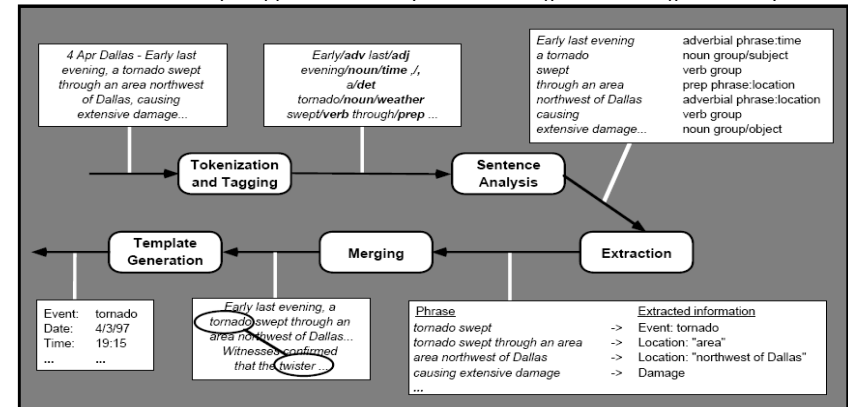 4 Apr Dallas - Early last
evening, a tornado swept
through an area northwest
of Dallas, causing
extensive damage...
Early/adv last/adj
evening/noun/time ,/,
a/det
tornado/noun/weather
swept/verb through/prep ...
Early last evening adverbial phrase:time
a tornado noun group/subject
swept verb group
through an area prep phrase:location
northwest of Dallas adverbial phrase:location
causing verb group
extensive damage... noun group/object
Tokenization
and Tagging
Sentence
Analysis
Extraction
Merging
Template
Generation
Event: tornado
Date: 4/3/97
Time: 19:15
... ...
Early last evening, a
tornado swept through an
area northwest of Dallas...
Witnesses confirmed
that the twister ...
Phrase Extracted information
tornado swept -> Event: tornado
tornado swept through an area -> Location: "area"
area northwest of Dallas -> Location: "northwest of Dallas"
causing extensive damage -> Damage
...